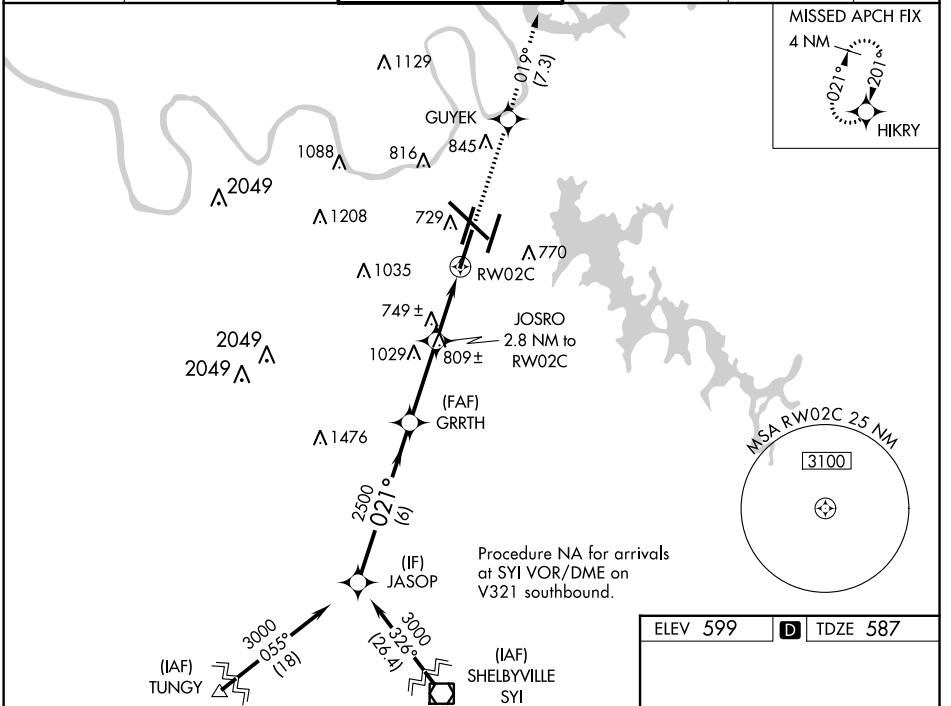 MISSED APCH FIX
4 NM
021°
201°
HIKRY
019°
(7.3)
1129
GUYEK
845
1088
816
2049
1208
729
770
1035
RW02C
749 ±
JOSRO
2.8 NM to
RW02C
2049
2049
1029
809 ±
(FAF)
GRRTH
1476
MSA RW02C 25 NM
3100
2500
021°
(6)
(IF)
JASOP
Procedure NA for arrivals
at SYI VOR/DME on
V321 southbound.
3000
055°
(18)
3000
326°
(26.4)
(IAF)
TUNGY
(IAF)
SHELBYVILLE
SYI
ELEV 599 D TDZE 587